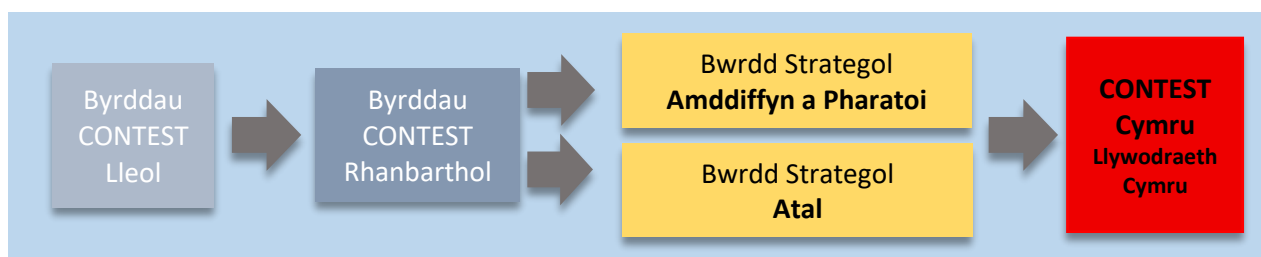 Byrddau
CONTEST
Lleol
Byrddau
CONTEST
Rhanbarthol
Bwrdd Strategol
Amddiffyn a Pharatoi
Bwrdd Strategol
Atal
CONTEST
Cymru
Llywodraeth
Cymru